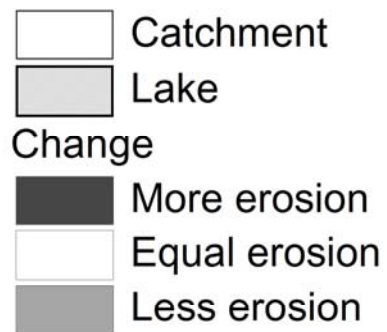 Catchment
Lake
Change
More erosion
Equal erosion
Less erosion